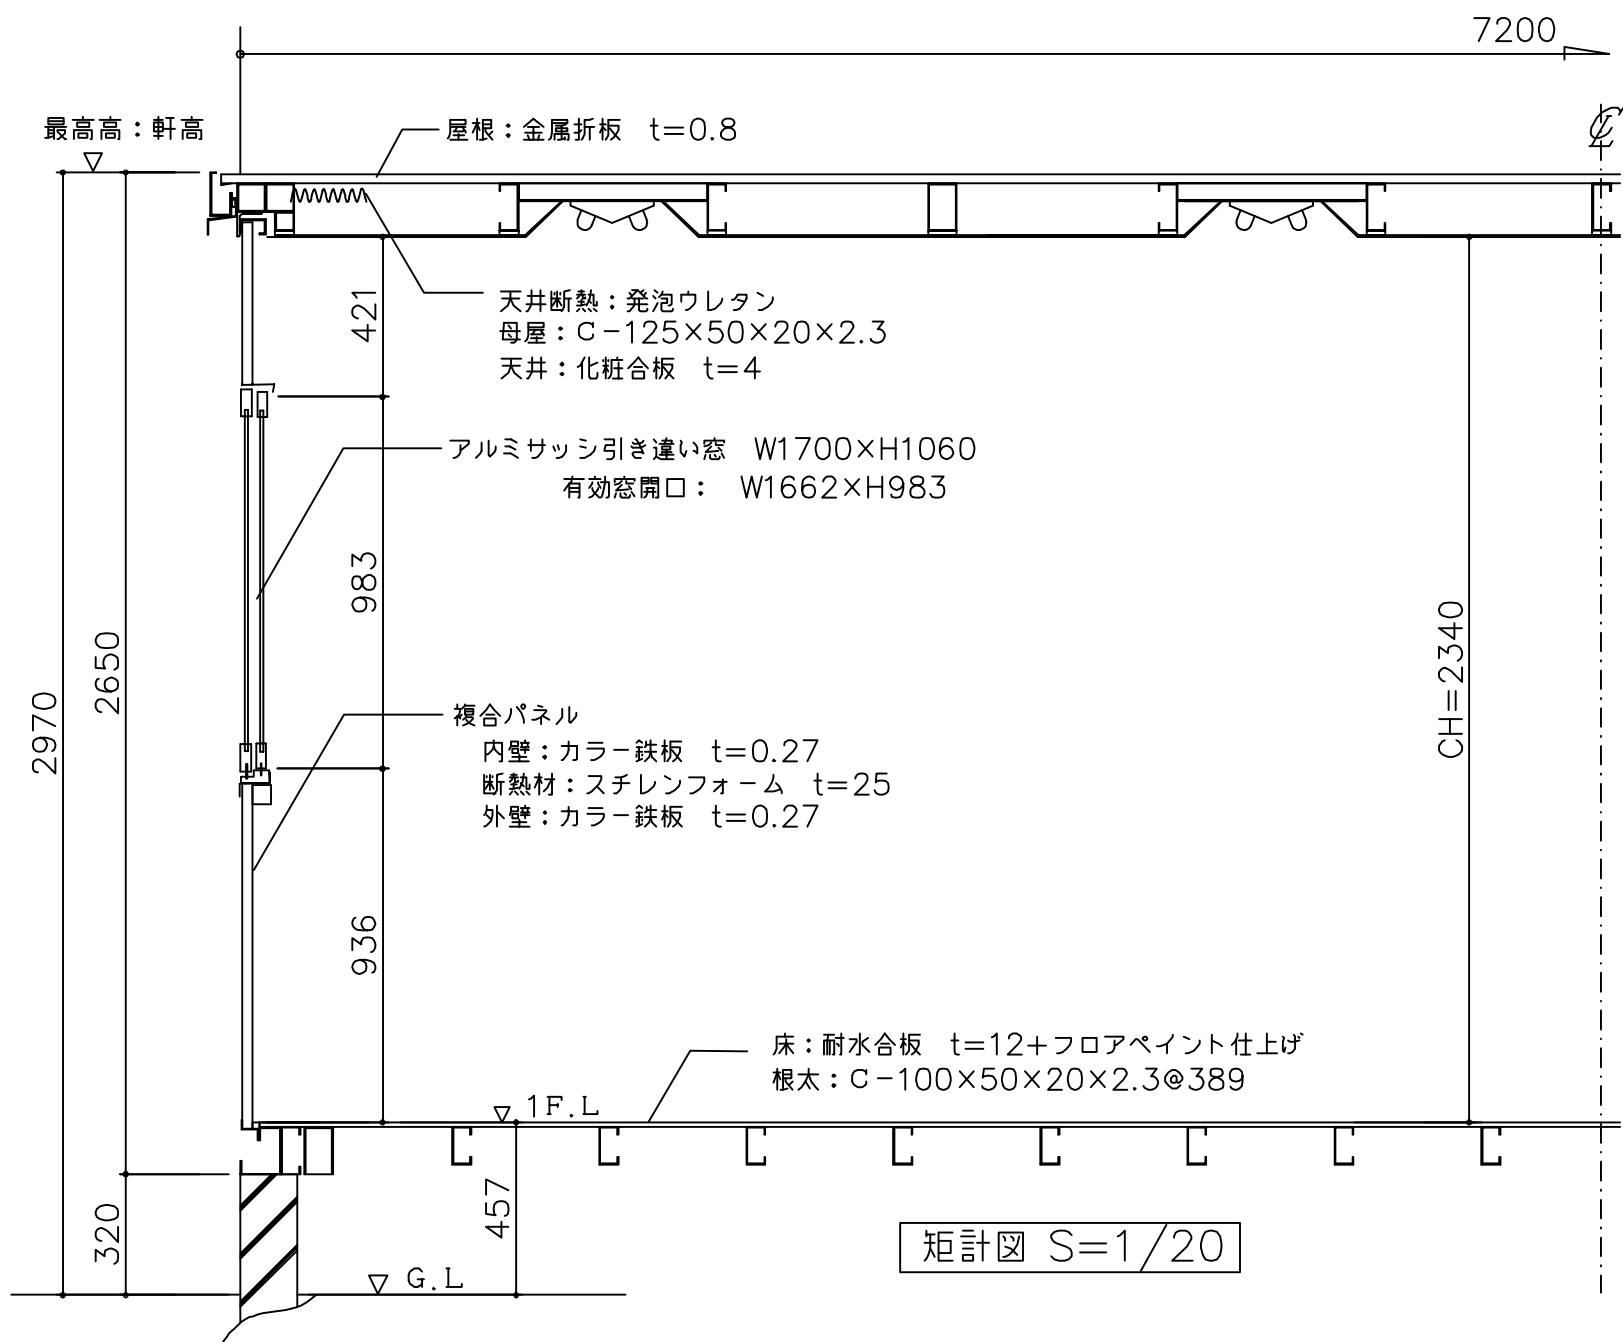 7200
最高高：軒高
屋根：金属折板　t=0.8
℄
天井断熱：発泡ウレタン
母屋：C-125×50×20×2.3
天井：化粧合板　t=4
421
アルミサッシ引き違い窓　W1700×H1060
有効窓開口：　W1662×H983
983
2650
2970
CH=2340
複合パネル
内壁：カラー鉄板　t=0.27
断熱材：スチレンフォーム　t=25
外壁：カラー鉄板　t=0.27
936
床：耐水合板　t=12+フロアペイント仕上げ
根太：C-100×50×20×2.3@389
1F.L
457
320
矩計図 S=1/20
G.L